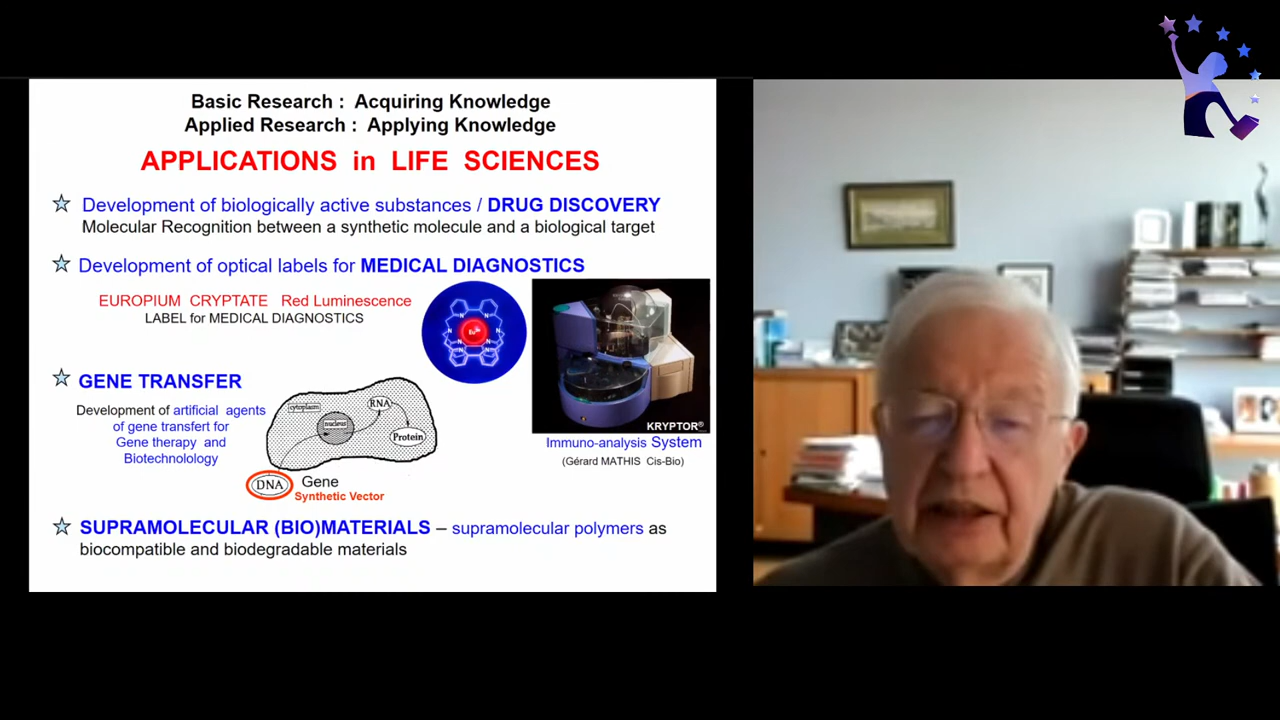 Basic Research : Acquiring Knowledge
Applied Research : Applying Knowledge
APPLICATIONS in LIFE SCIENCES
Development of biologically active substances / DRUG DISCOVERY
Molecular Recognition between a synthetic molecule and a biological target
Development of optical labels for MEDICAL DIAGNOSTICS
EUROPIUM CRYPTATE Red Luminescence
LABEL for MEDICAL DIAGNOSTICS
KRYPTOR®
Immuno-analysis System
(Gérard MATHIS Cis-Bio)
GENE TRANSFER
Development of artificial agents
of gene transfert for
Gene therapy and
Biotechnolology
cytoplasm
nucleus
RNA
Protein
DNA
Gene
Synthetic Vector
SUPRAMOLECULAR (BIO)MATERIALS – supramolecular polymers as
biocompatible and biodegradable materials